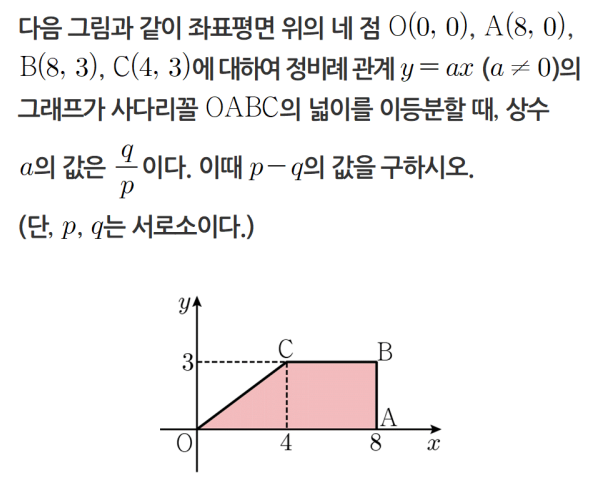 다음 그림과 같이 좌표평면 위의 네 점 O(0, 0), A(8, 0),
B(8, 3), C(4, 3)에 대하여 정비례 관계 y = ax (a ≠ 0)의
그래프가 사다리꼴 OABC의 넓이를 이등분할 때, 상수
a의 값은 q/p이다. 이때 p - q의 값을 구하시오.
(단, p, q는 서로소이다.)
y
C
B
3
A
O
4
8
x